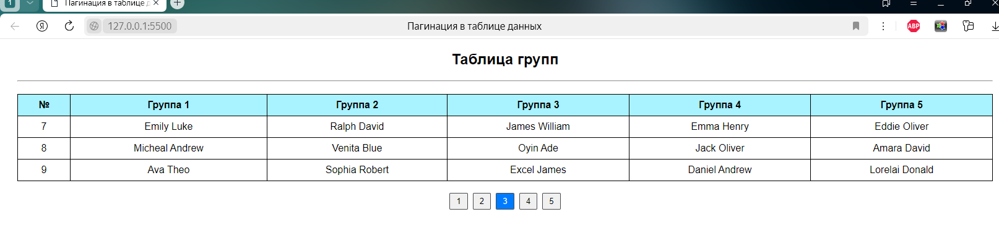 1 Пагинация в таблице д
Я 127.0.0.1:5500 Пагинация в таблице данных ABP
Таблица групп
№ Группа 1 Группа 2 Группа 3 Группа 4 Группа 5
7 Emily Luke Ralph David James William Emma Henry Eddie Oliver
8 Micheal Andrew Venita Blue Oyin Ade Jack Oliver Amara David
9 Ava Theo Sophia Robert Excel James Daniel Andrew Lorelai Donald
1 2 3 4 5